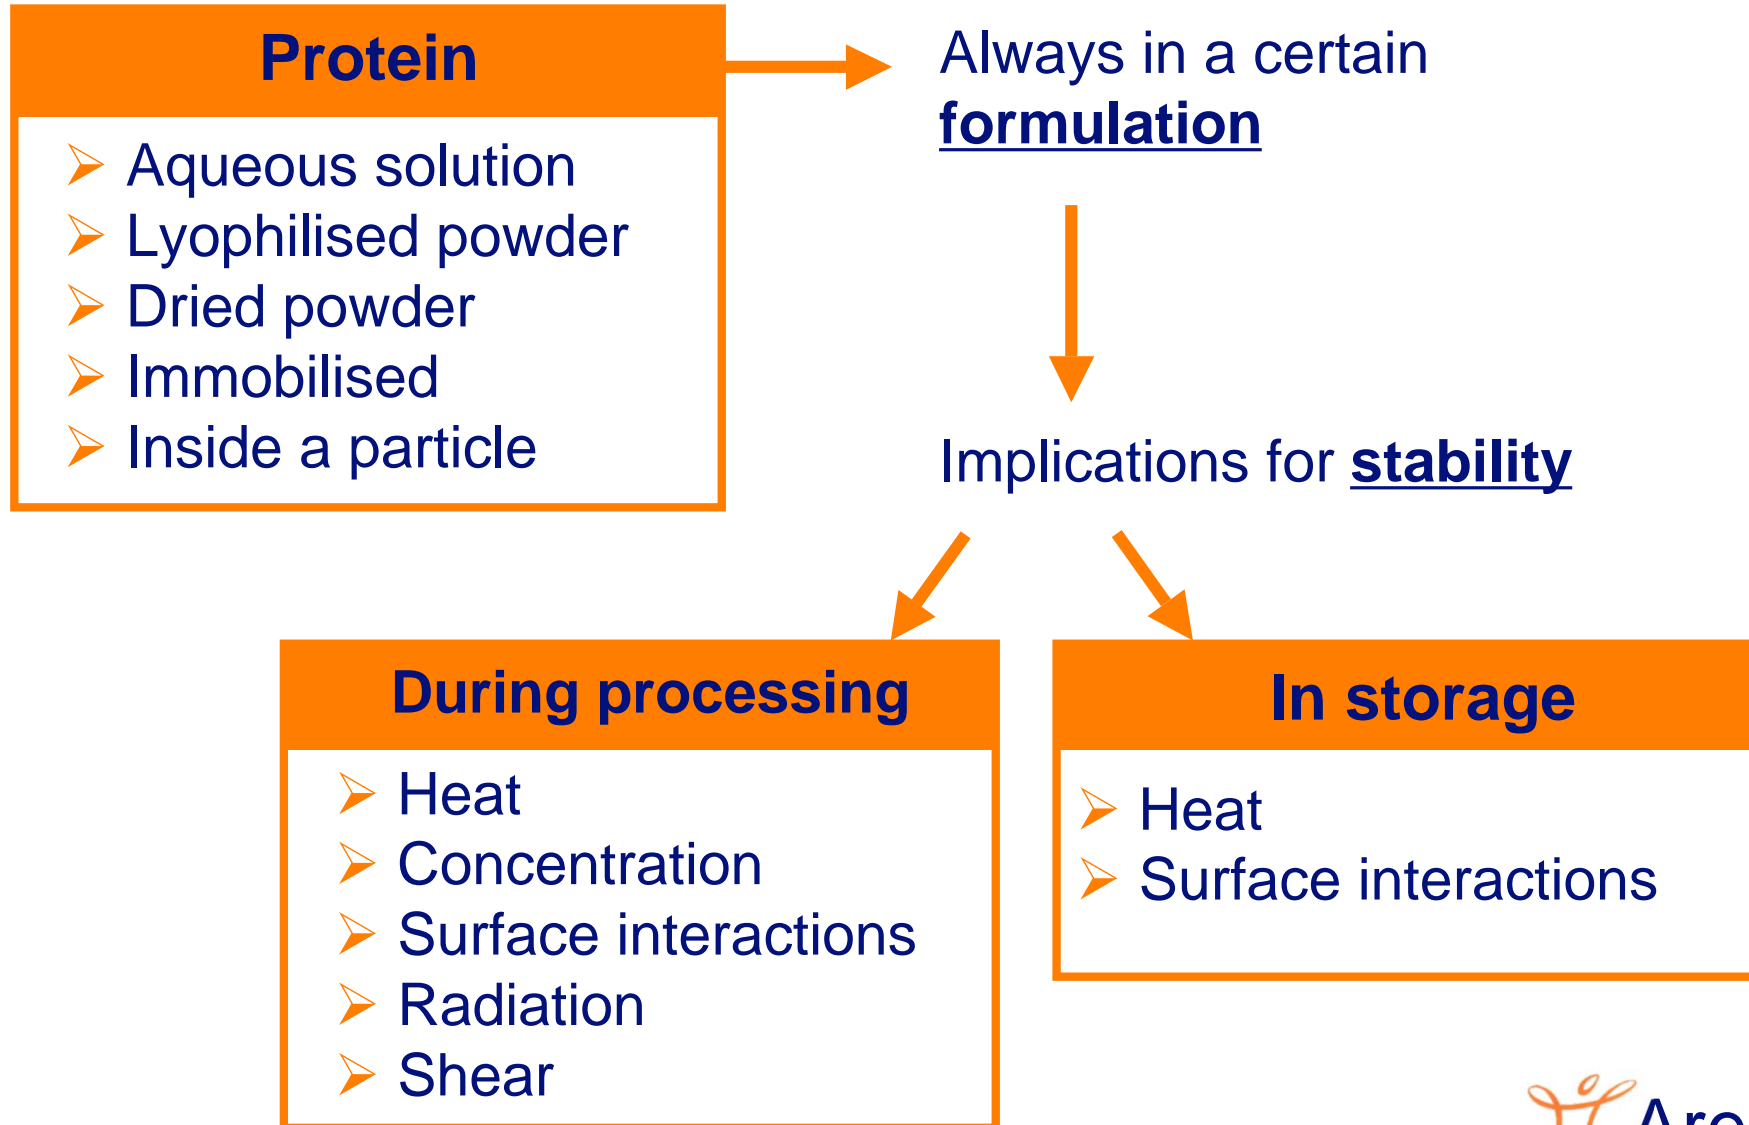 Protein
Aqueous solution
Lyophilised powder
Dried powder
Immobilised
Inside a particle
Always in a certain
formulation
Implications for stability
During processing
Heat
Concentration
Surface interactions
Radiation
Shear
In storage
Heat
Surface interactions